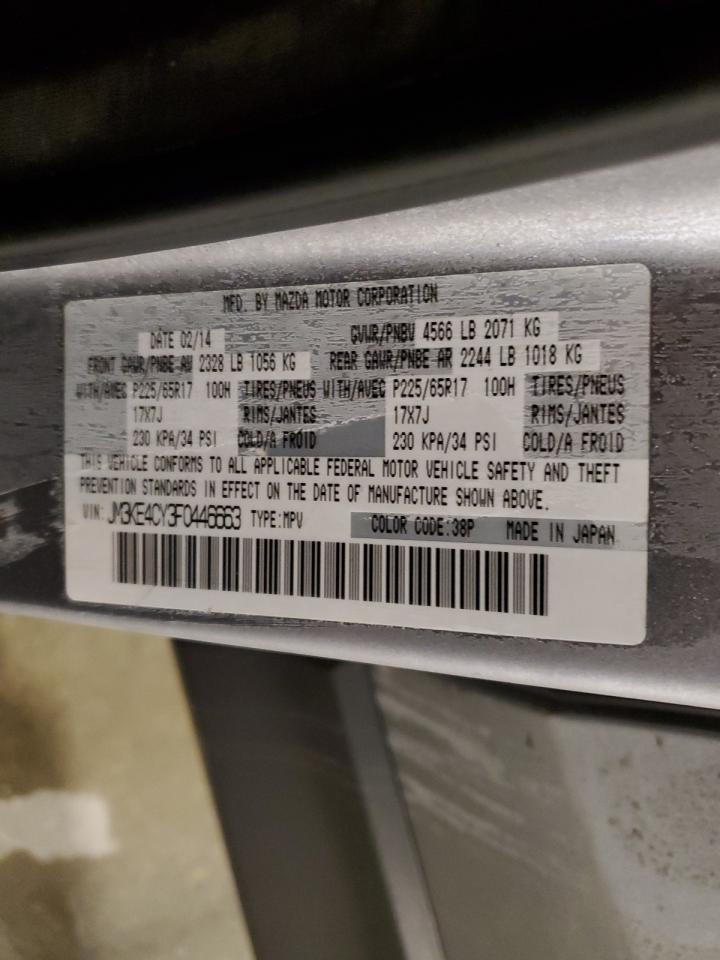 MFD. BY MAZDA MOTOR CORPORATION
DATE 02/14 GVWR/PNBV 4566 LB 2071 KG
FRONT GAWR/PNBE AV 2328 LB 1056 KG REAR GAWR/PNBE AR 2244 LB 1018 KG
WITH/AVEC P225/65R17 100H TIRES/PNEUS WITH/AVEC P225/65R17 100H TIRES/PNEUS
17X7J RIMS/JANTES 17X7J RIMS/JANTES
230 KPA/34 PSI COLD/A FROID 230 KPA/34 PSI COLD/A FROID
THIS VEHICLE CONFORMS TO ALL APPLICABLE FEDERAL MOTOR VEHICLE SAFETY AND THEFT
PREVENTION STANDARDS IN EFFECT ON THE DATE OF MANUFACTURE SHOWN ABOVE.
VIN: JM3KE4CY3F0446663 TYPE:MPV COLOR CODE:38P MADE IN JAPAN